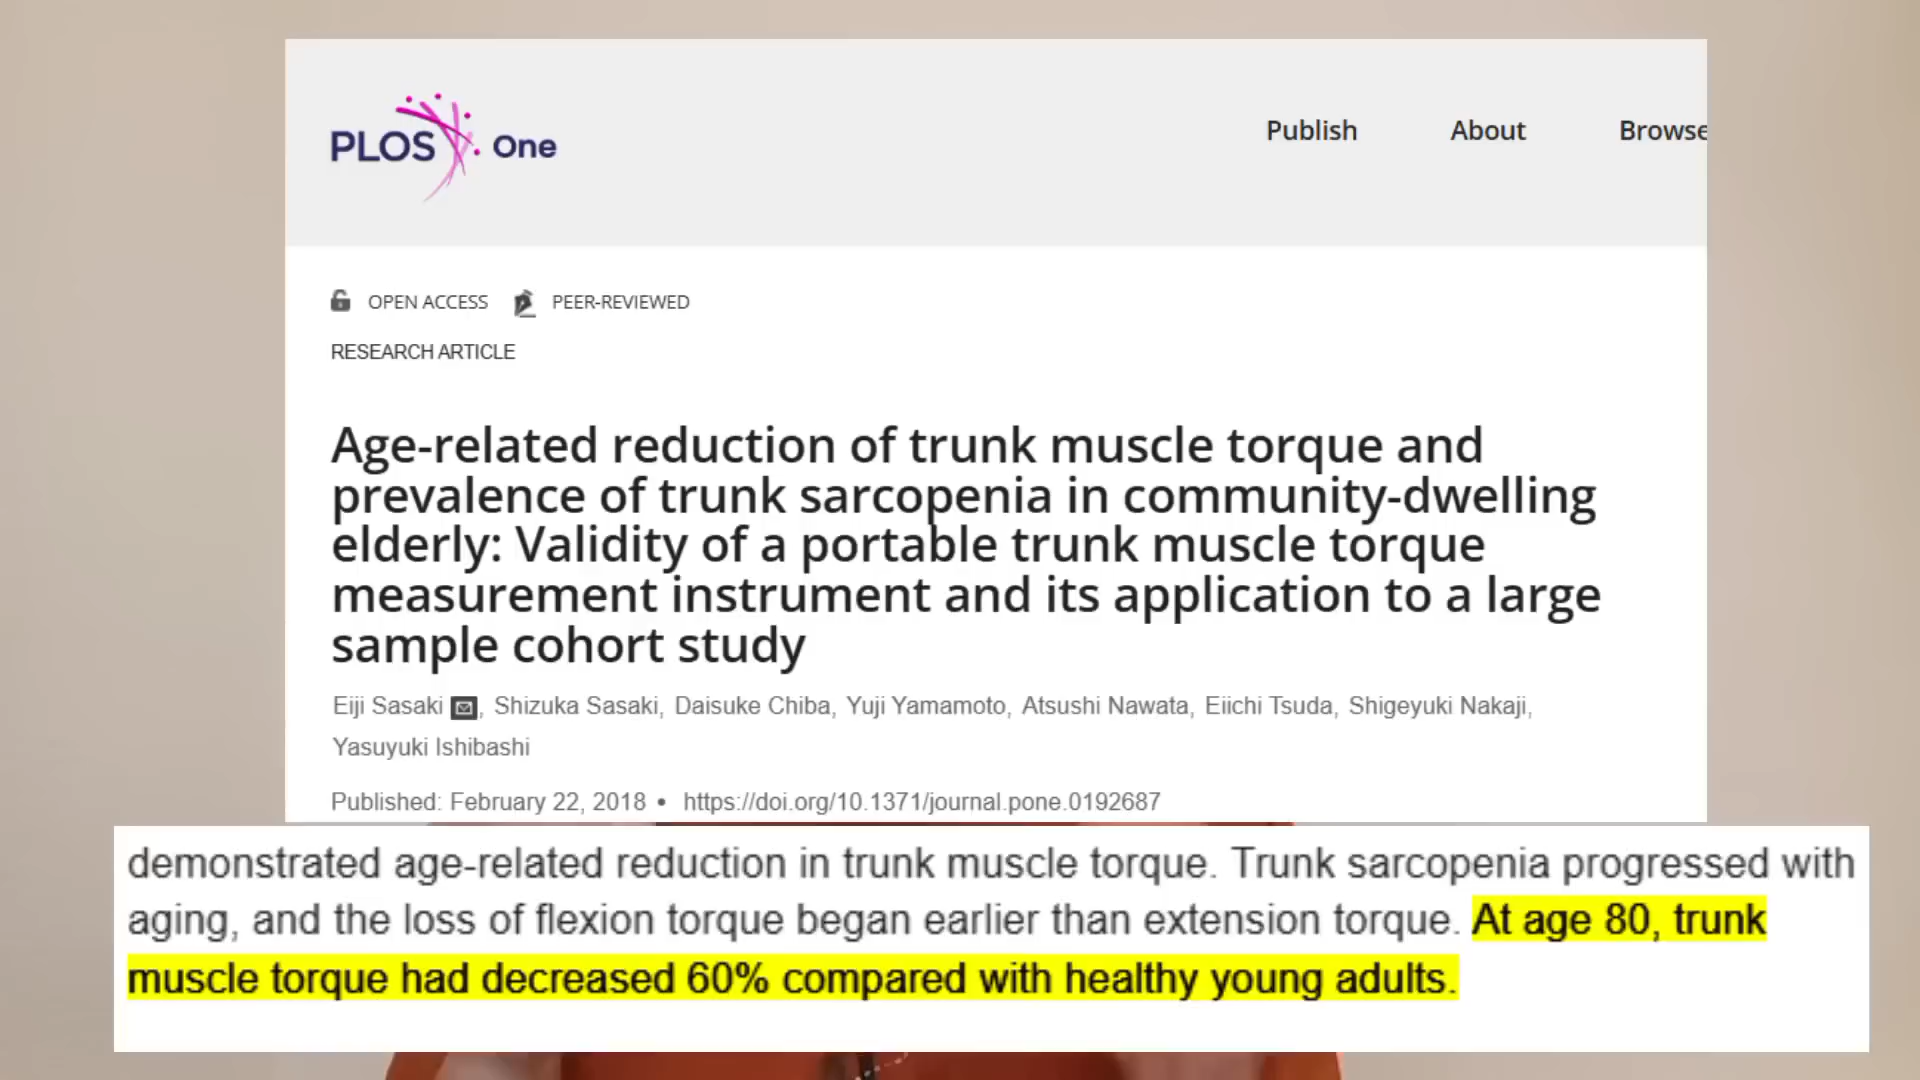 PLOS One
Publish About Browse
OPEN ACCESS PEER-REVIEWED
RESEARCH ARTICLE
Age-related reduction of trunk muscle torque and
prevalence of trunk sarcopenia in community-dwelling
elderly: Validity of a portable trunk muscle torque
measurement instrument and its application to a large
sample cohort study
Eiji Sasaki, Shizuka Sasaki, Daisuke Chiba, Yuji Yamamoto, Atsushi Nawata, Eiichi Tsuda, Shigeyuki Nakaji,
Yasuyuki Ishibashi
Published: February 22, 2018 • https://doi.org/10.1371/journal.pone.0192687
demonstrated age-related reduction in trunk muscle torque. Trunk sarcopenia progressed with
aging, and the loss of flexion torque began earlier than extension torque. At age 80, trunk
muscle torque had decreased 60% compared with healthy young adults.